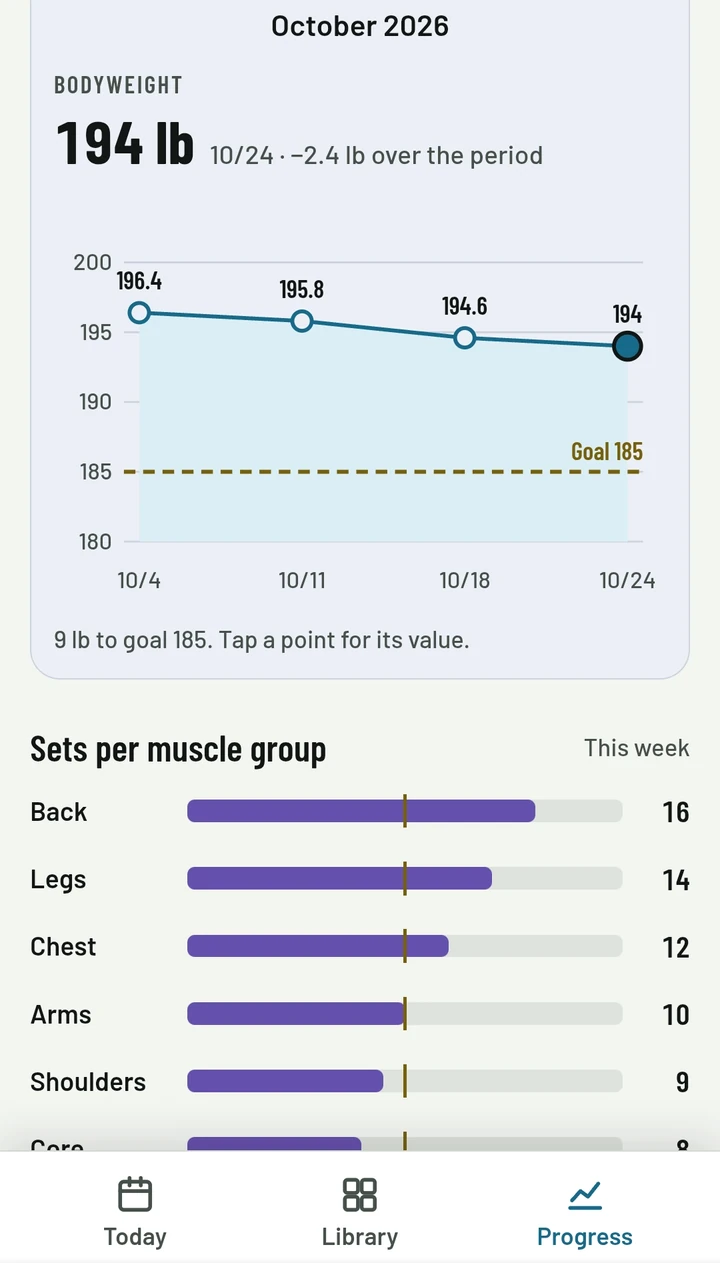 October 2026
BODYWEIGHT
194 lb 10/24 · −2.4 lb over the period
200
196.4
195.8
194.6
194
195
190
Goal 185
185
180
10/4 10/11 10/18 10/24
9 lb to goal 185. Tap a point for its value.
Sets per muscle group This week
Back 16
Legs 14
Chest 12
Arms 10
Shoulders 9
Core 8
Today Library Progress